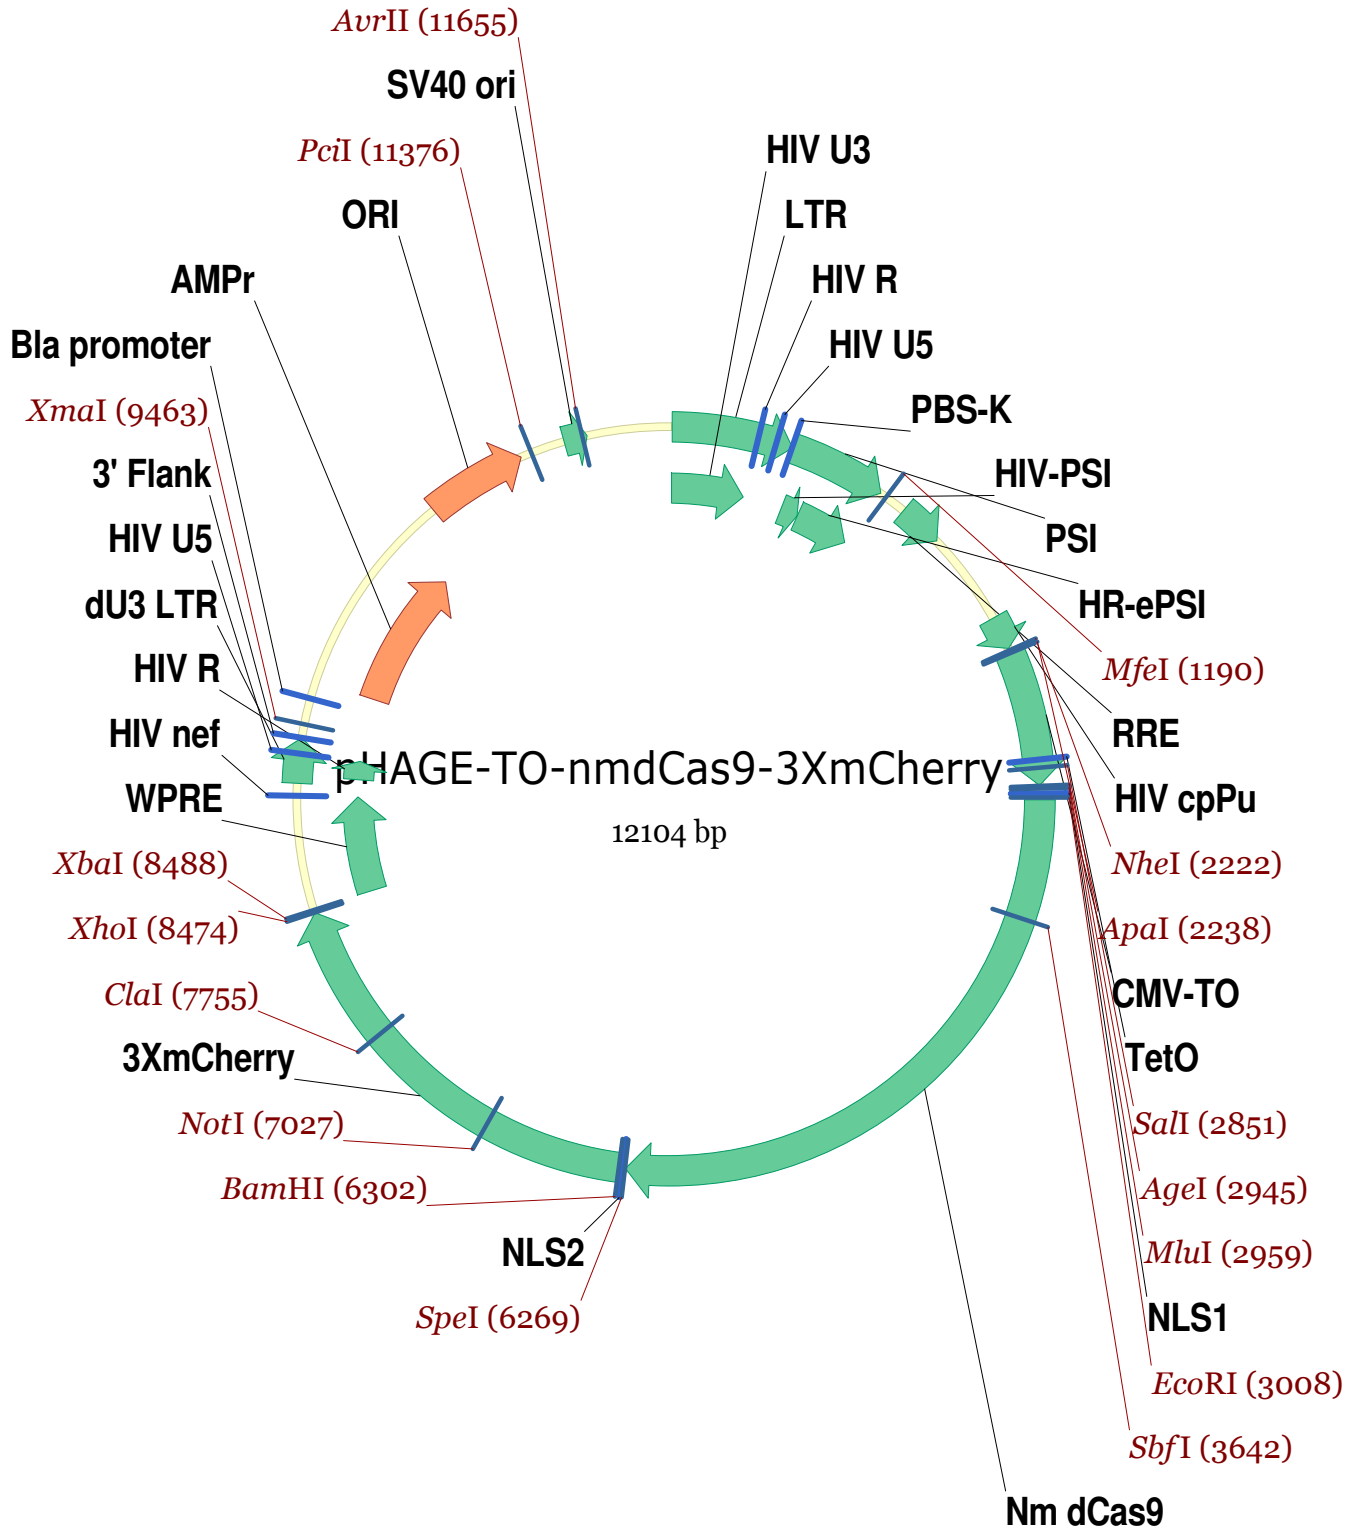 AvrII (11655)
SV40 ori
PciI (11376)
HIV U3
ORI
LTR
AMPr
HIV R
Bla promoter
HIV U5
XmaI (9463)
PBS-K
3' Flank
HIV-PSI
HIV U5
PSI
dU3 LTR
HR-ePSI
HIV R
MfeI (1190)
HIV nef
RRE
pHAGE-TO-nmdCas9-3XmCherry
WPRE
HIV cpPu
12104 bp
XbaI (8488)
NheI (2222)
XhoI (8474)
ApaI (2238)
ClaI (7755)
CMV-TO
3XmCherry
TetO
NotI (7027)
SalI (2851)
BamHI (6302)
AgeI (2945)
NLS2
MluI (2959)
SpeI (6269)
NLS1
EcoRI (3008)
SbfI (3642)
Nm dCas9